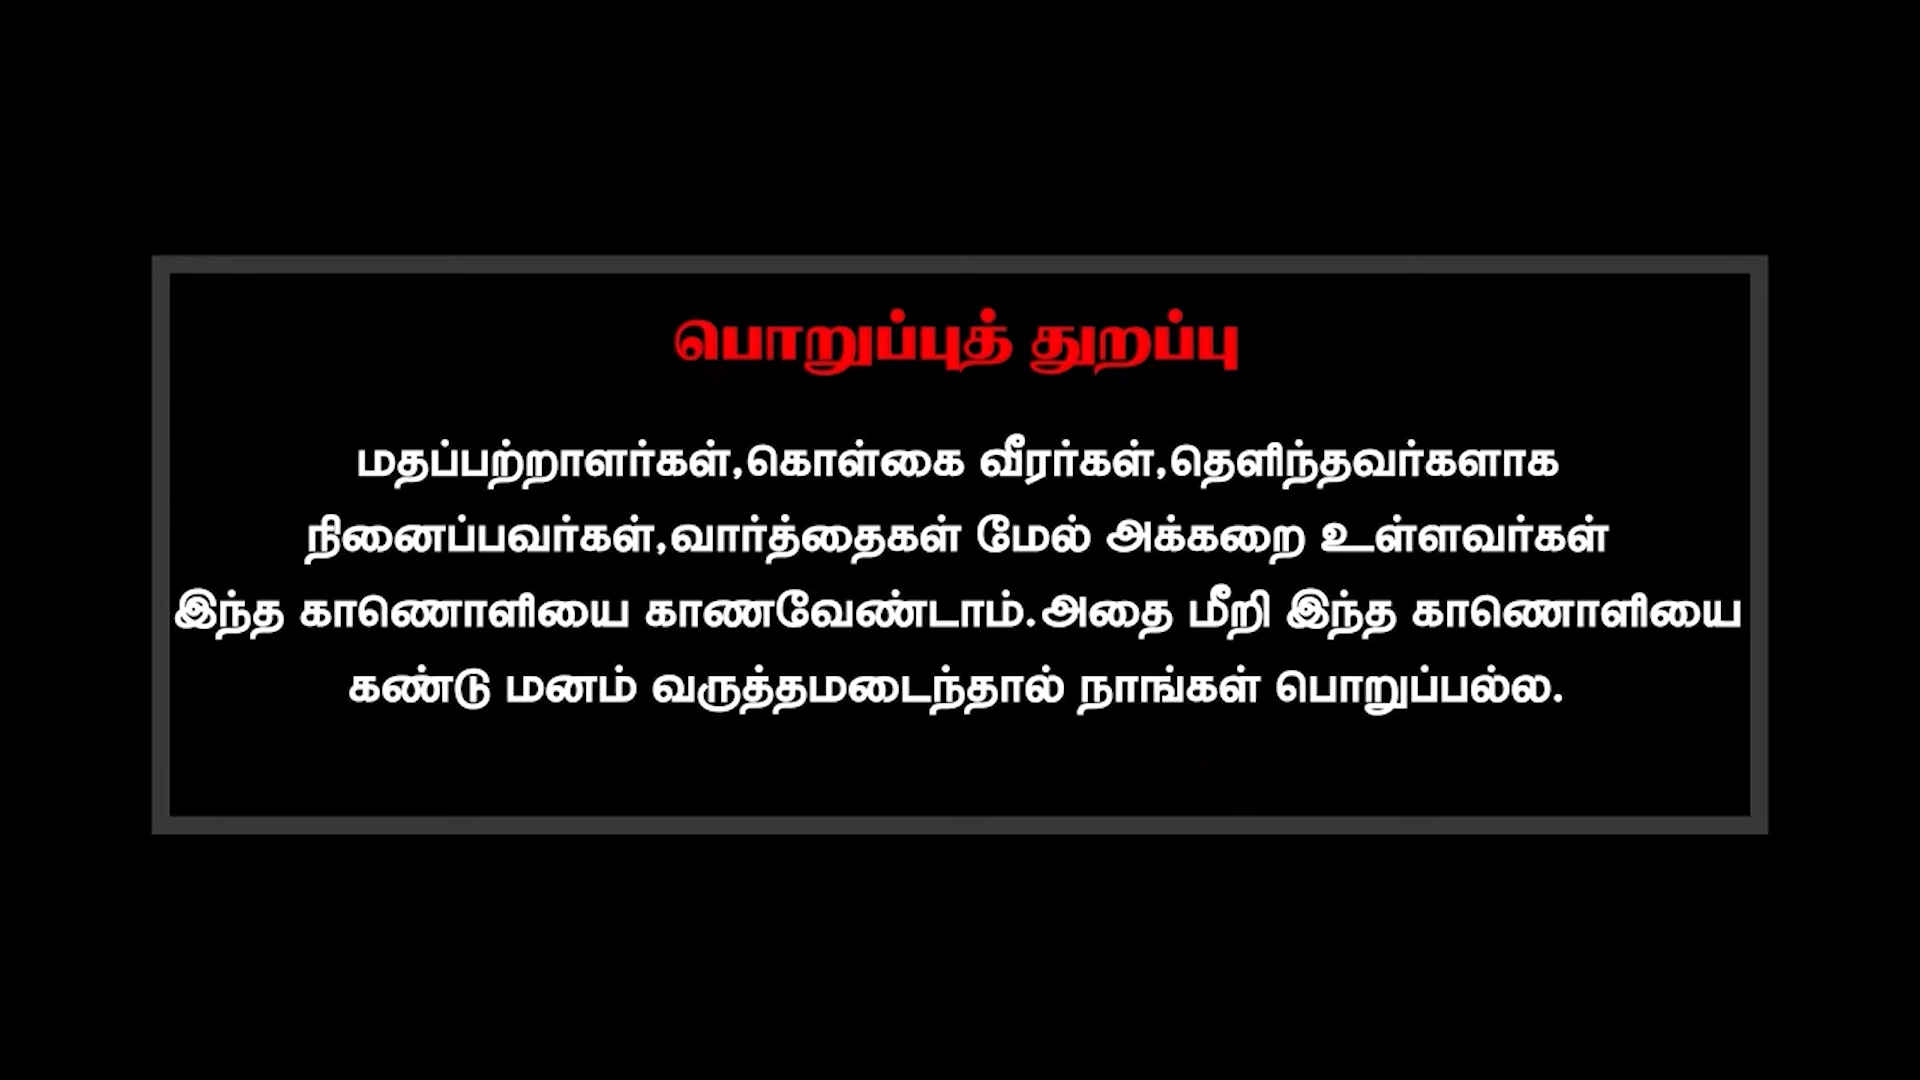 பொறுப்புத் துறப்பு
மதப்பற்றாளர்கள்,கொள்கை வீரர்கள்,தெளிந்தவர்களாக
நினைப்பவர்கள்,வார்த்தைகள் மேல் அக்கறை உள்ளவர்கள்
இந்த காணொளியை காணவேண்டாம்.அதை மீறி இந்த காணொளியை
கண்டு மனம் வருத்தமடைந்தால் நாங்கள் பொறுப்பல்ல.